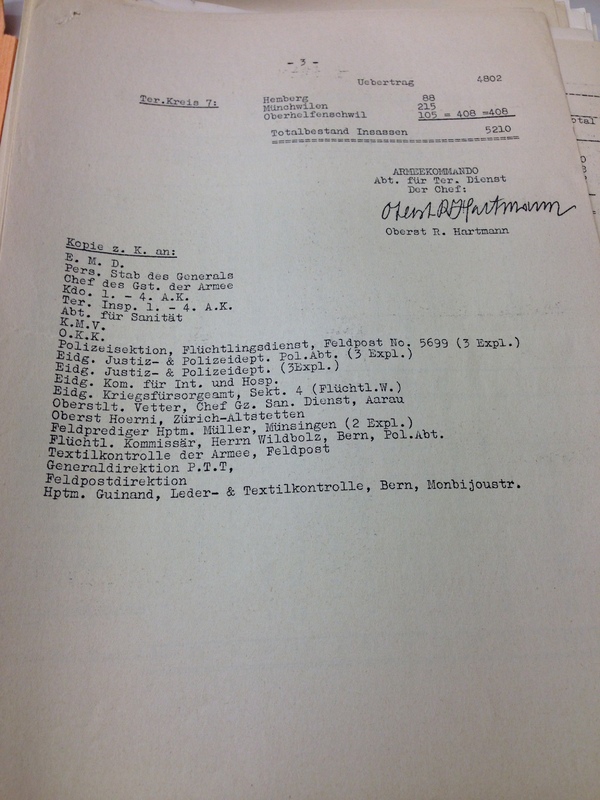 - 3 -
Uebertrag 4802
Ter.Kreis 7: Hemberg 88
Münchwilen 215
Oberhelfenschwil 105 = 408 =408
Totalbestand Insassen 5210
ARMEEKOMMANDO
Abt. für Ter. Dienst
Der Chef:
Oberst R Hartmann
Oberst R. Hartmann
Kopie z. K. an:
E. M. D.
Pers. Stab des Generals
Chef des Gst. der Armee
Kdo. 1. - 4. A.K.
Ter. Insp. 1. - 4. A.K.
Abt. für Sanität
K.M.V.
O.K.K.
Polizeisektion, Flüchtlingsdienst, Feldpost No. 5699 (3 Expl.)
Eidg. Justiz- & Polizeidept. Pol.Abt. (3 Expl.)
Eidg. Justiz- & Polizeidept. (3Expl.)
Eidg. Kom. für Int. und Hosp.
Eidg. Kriegsfürsorgeamt, Sekt. 4 (Flüchtl.W.)
Oberstlt. Vetter, Chef Gz. San. Dienst, Aarau
Oberst Hoerni, Zürich-Altstetten
Feldprediger Hptm. Müller, Münsingen (2 Expl.)
Flüchtl. Kommissär, Herrn Wildbolz, Bern, Pol.Abt.
Textilkontrolle der Armee, Feldpost
Generaldirektion P.T.T,
Feldpostdirektion
Hptm. Guinand, Leder- & Textilkontrolle, Bern, Monbijoustr.